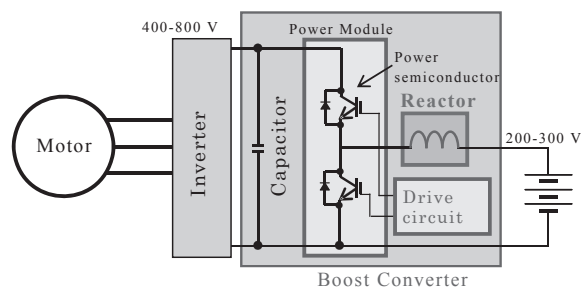 400-800 V
Power Module
Power
semiconductor
Reactor
200-300 V
Motor
Inverter
Capacitor
Drive
circuit
Boost Converter